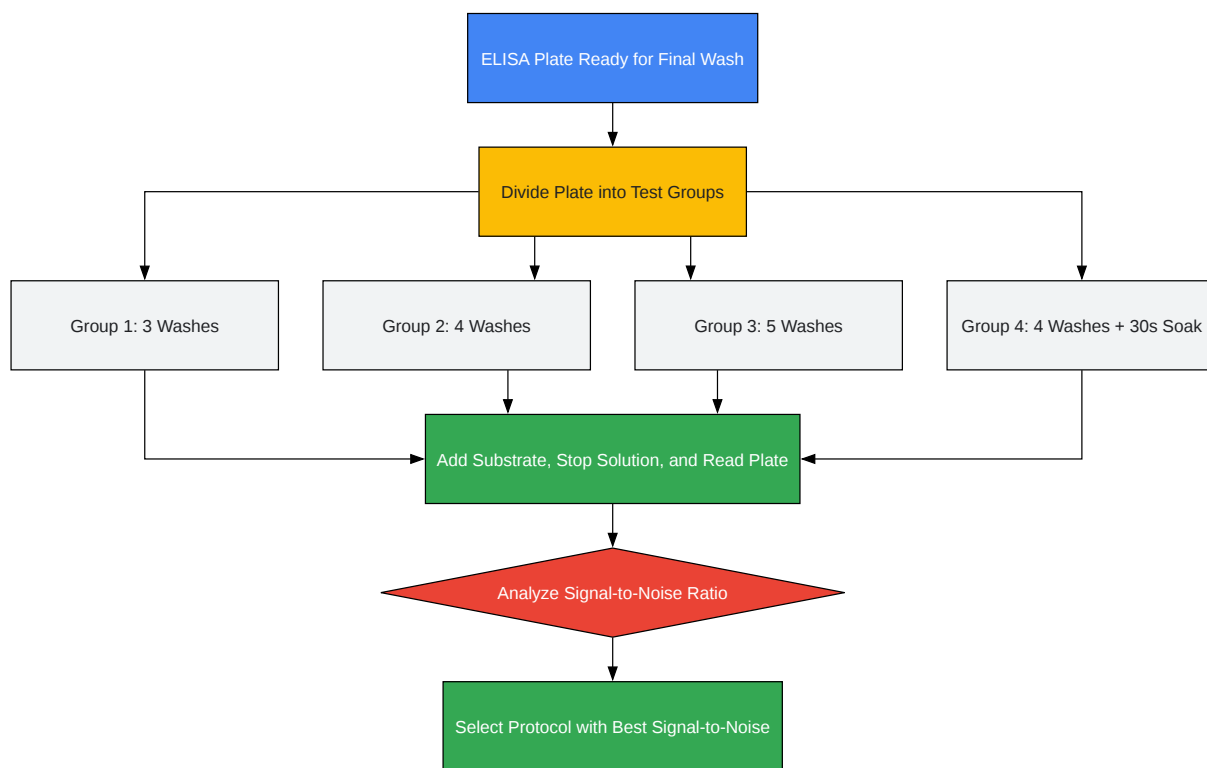 ELISA Plate Ready for Final Wash
Divide Plate into Test Groups
Group 1: 3 Washes
Group 2: 4 Washes
Group 3: 5 Washes
Group 4: 4 Washes + 30s Soak
Add Substrate, Stop Solution, and Read Plate
Analyze Signal-to-Noise Ratio
Select Protocol with Best Signal-to-Noise